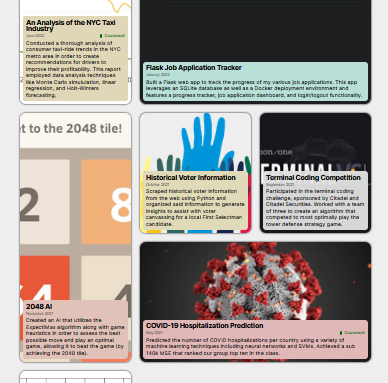 An Analysis of the NYC Taxi
Industry
June 2022
Coursework
Conducted a thorough analysis of
consumer taxi-ride trends in the NYC
metro area in order to create
recommendations for drivers to
improve their profitability. This report
employed data analysis techniques
like Monte Carlo simulation, linear
regression, and Holt-Winters
forecasting.
Flask Job Application Tracker
January 2022
Built a Flask web app to track the progress of my various job applications. This app
leverages an SQLite database as well as a Docker deployment environment and
features a progress tracker, job application dashboard, and login/logout functionality.
et to the 2048 tile!
2
8
4
2048 AI
November 2021
Created an AI that utilizes the
ExpectiMax algorithm along with game
heuristics in order to assess the best
possible move and play an optimal
game, allowing it to beat the game (by
achieving the 2048 tile).
Historical Voter Information
October 2021
Scraped historical voter information
from the web using Python and
organized said information to generate
insights to assist with voter
canvassing for a local First Selectman
candidate.
TERMINAL
Terminal Coding Competition
September 2021
Participated in the terminal coding
challenge, sponsored by Citadel and
Citadel Securities. Worked with a team
of three to create an algorithm that
competed to most optimally play the
tower defense strategy game.
COVID-19 Hospitalization Prediction
May 2021
Coursework
Predicted the number of COVID hospitalizations per country using a variety of
machine learning techniques including neural networks and SVMs. Achieved a sub
140k MSE that ranked our group top ten in the class.